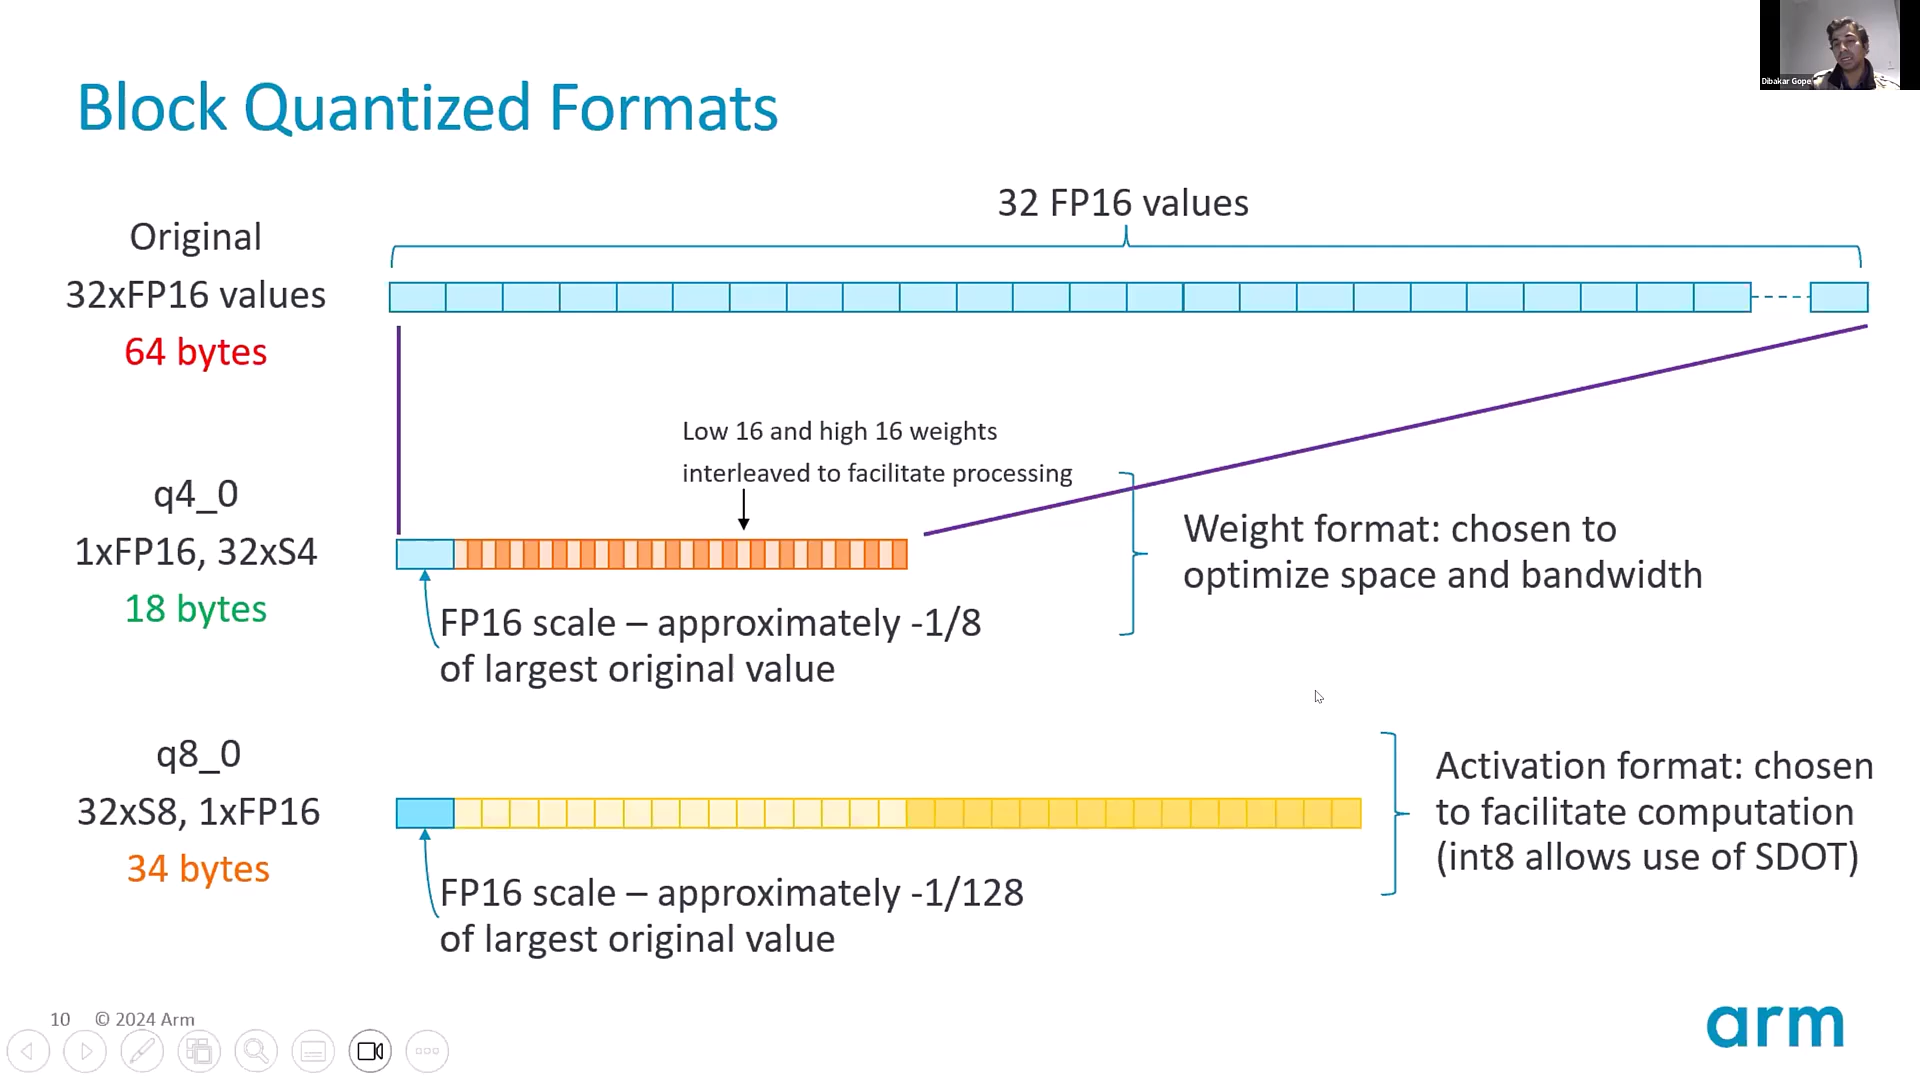 Dibakar Gope
Block Quantized Formats
32 FP16 values
Original
32xFP16 values
64 bytes
Low 16 and high 16 weights
interleaved to facilitate processing
q4_0
1xFP16, 32xS4
18 bytes
FP16 scale – approximately -1/8
of largest original value
Weight format: chosen to
optimize space and bandwidth
q8_0
32xS8, 1xFP16
34 bytes
FP16 scale – approximately -1/128
of largest original value
Activation format: chosen
to facilitate computation
(int8 allows use of SDOT)
10 © 2024 Arm
arm